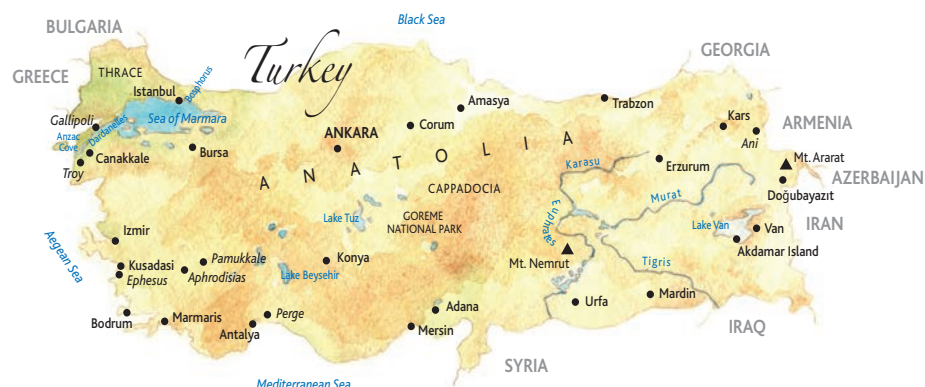 Black Sea
BULGARIA
Turkey
GEORGIA
GREECE
THRACE
Istanbul
Bosphorus
Sea of Marmara
Gallipoli
Dardanelles
Anzac
Cove
Canakkale
Troy
Bursa
ANKARA
Corum
Amasya
Trabzon
Kars
Ani
ARMENIA
Mt. Ararat
AZERBAIJAN
Doğubayazıt
ANATOLIA
Karasu
Erzurum
CAPPADOCIA
Murat
Euphrates
Lake Tuz
GOREME
NATIONAL PARK
Lake Van
Van
IRAN
Akdamar Island
Izmir
Aegean Sea
Kusadasi
Ephesus
Pamukkale
Aphrodisias
Konya
Lake Beysehir
Mt. Nemrut
Tigris
Bodrum
Marmaris
Antalya
Perge
Adana
Mersin
Urfa
Mardin
IRAQ
SYRIA
Mediterranean Sea